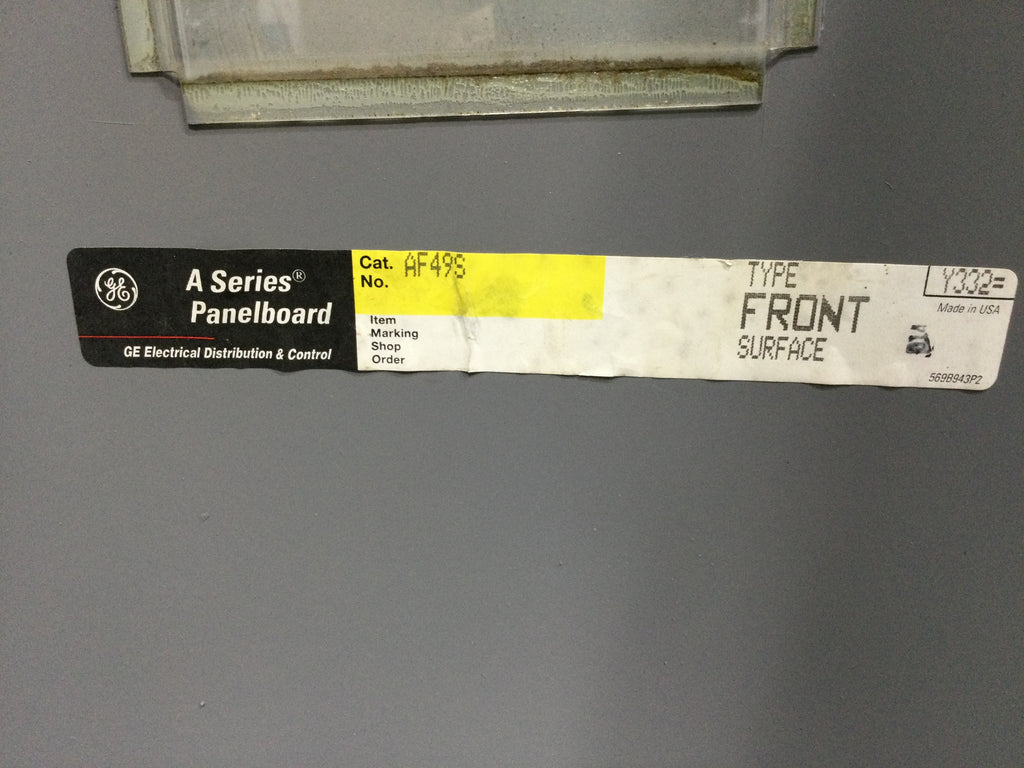 GE
A Series®
Panelboard
GE Electrical Distribution & Control
Cat. AF49S
No.
Item
Marking
Shop
Order
TYPE
FRONT
SURFACE
Y332=
Made in USA
569B943P2